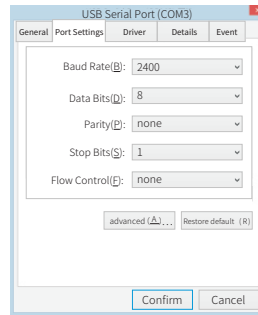 USB Serial Port (COM3)
General Port Settings Driver Details Event
Baud Rate(B): 2400
Data Bits(D): 8
Parity(P): none
Stop Bits(S): 1
Flow Control(F): none
advanced (A)... Restore default (R)
Confirm Cancel